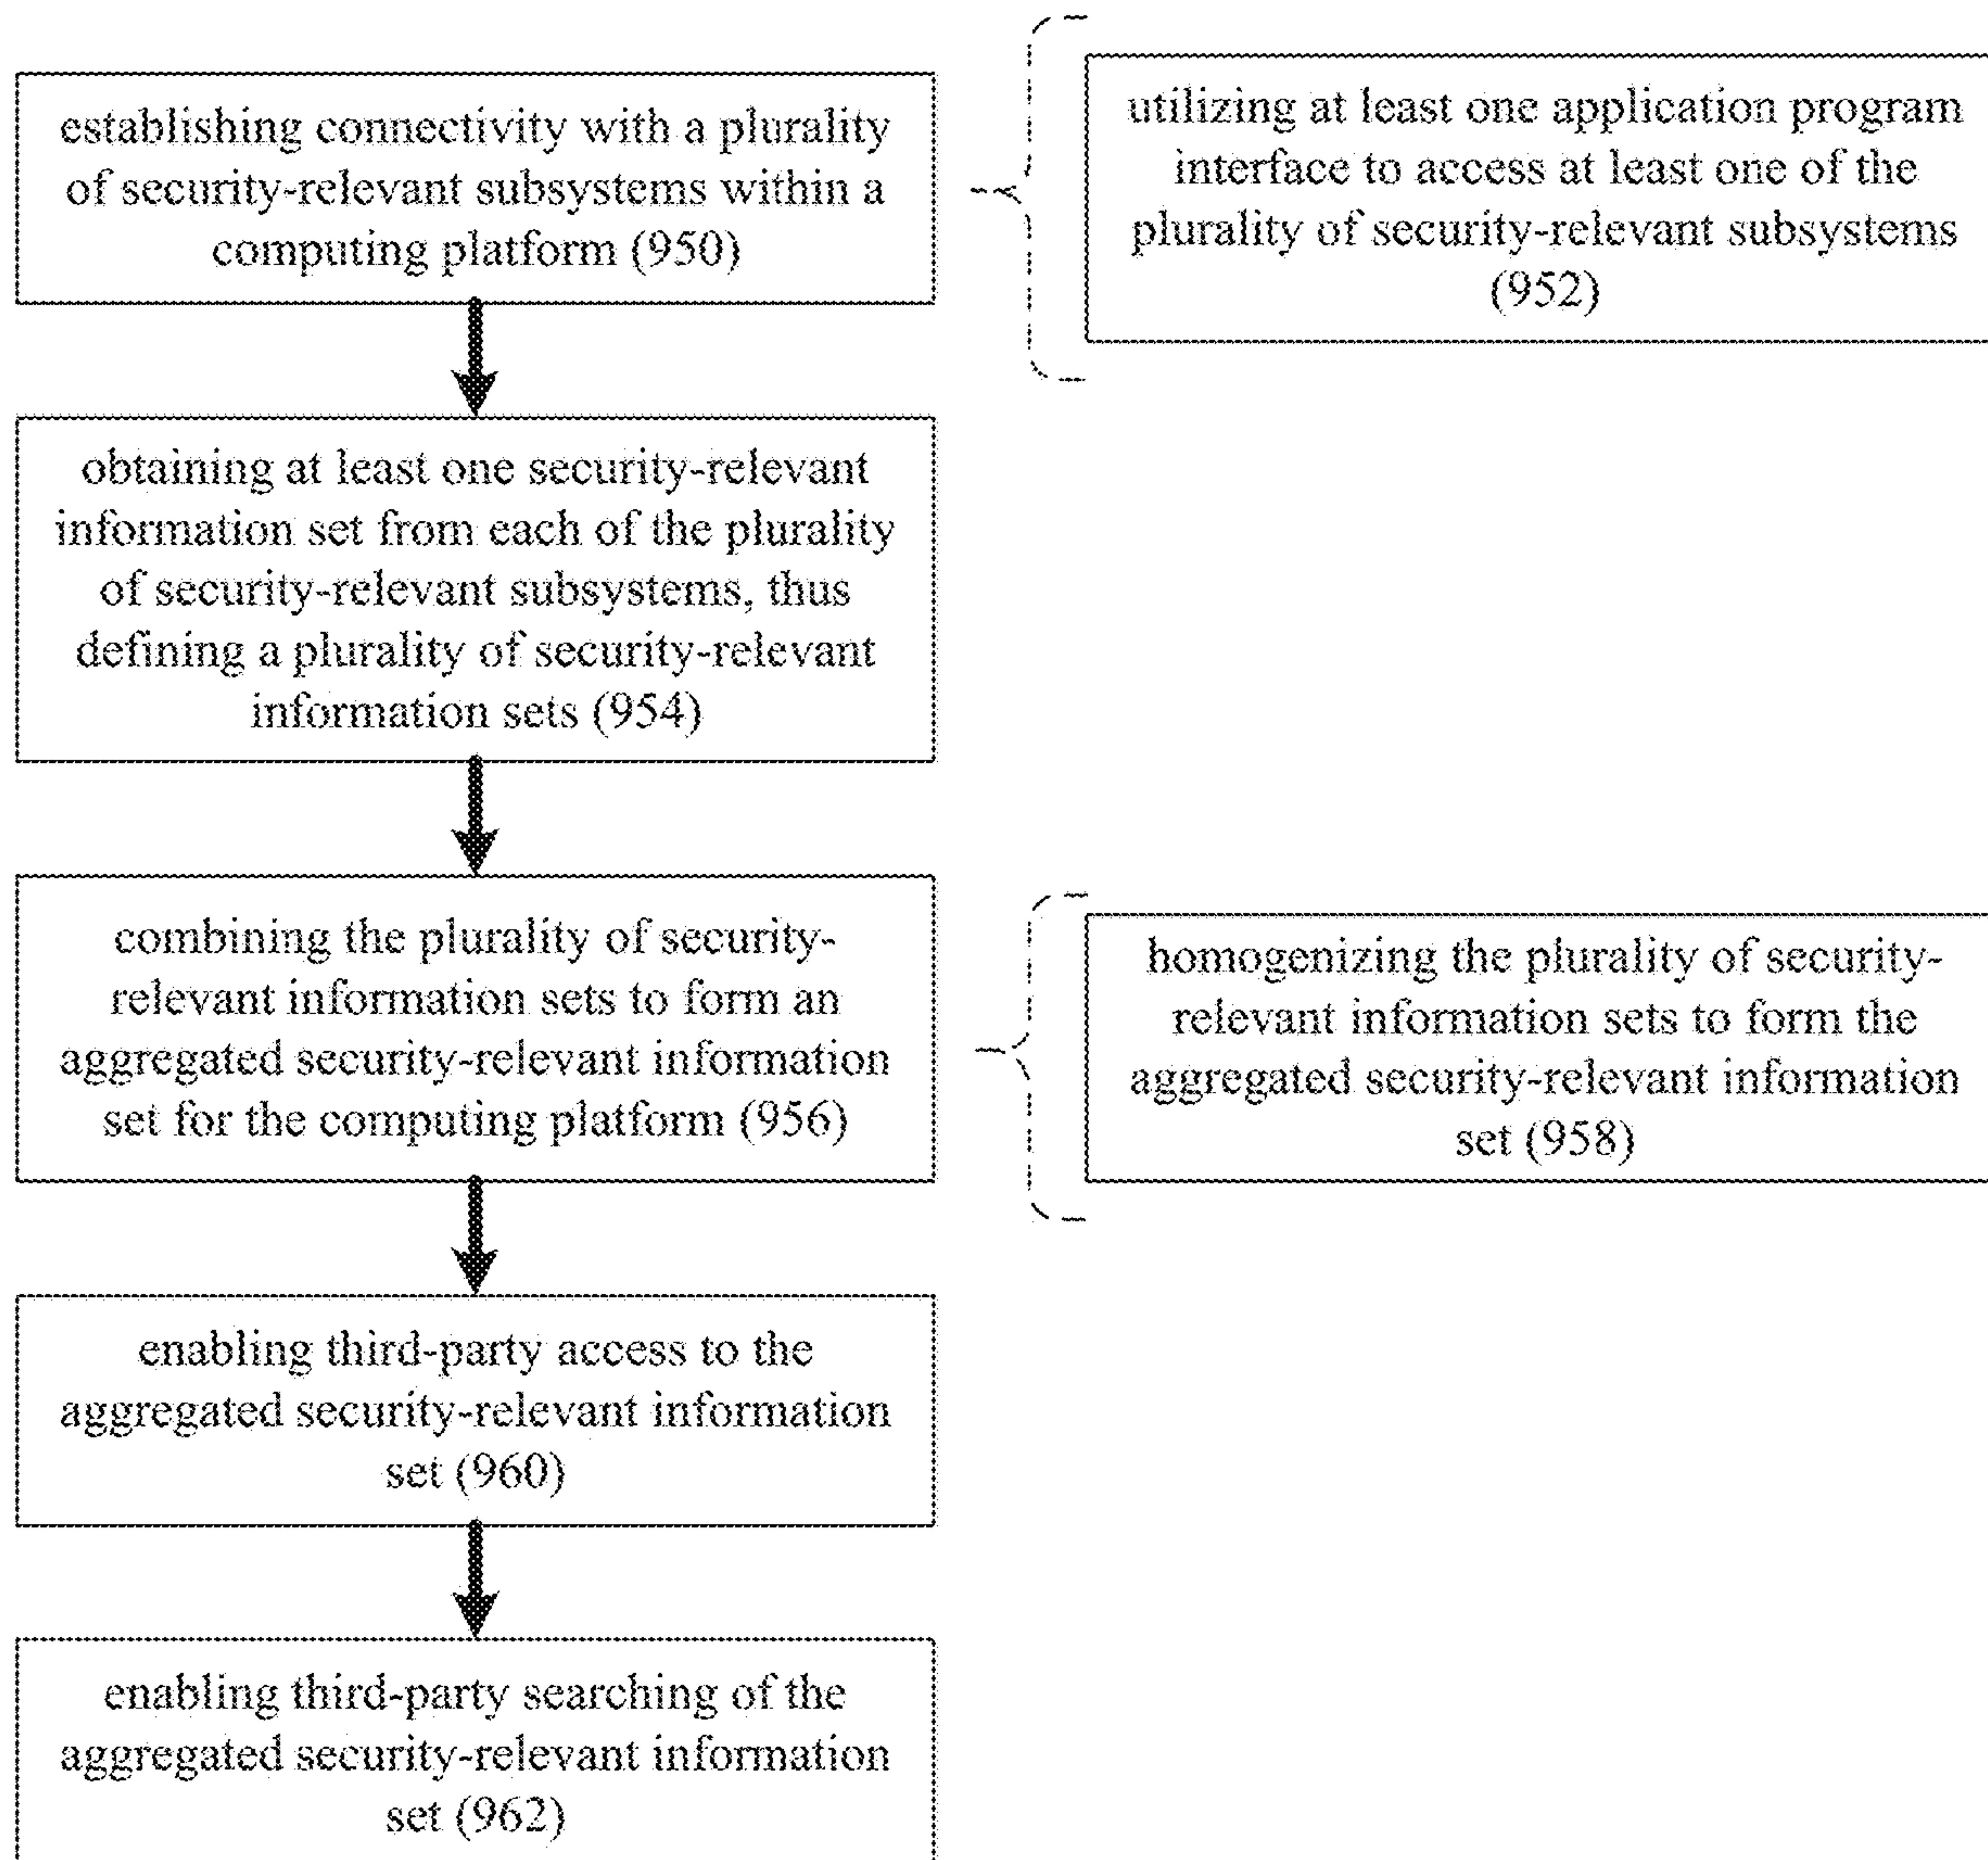 establishing connectivity with a plurality
of security-relevant subsystems within a
computing platform (950)
utilizing at least one application program
interface to access at least one of the
plurality of security-relevant subsystems
(952)
obtaining at least one security-relevant
information set from each of the plurality
of security-relevant subsystems, thus
defining a plurality of security-relevant
information sets (954)
combining the plurality of security-
relevant information sets to form an
aggregated security-relevant information
set for the computing platform (956)
homogenizing the plurality of security-
relevant information sets to form the
aggregated security-relevant information
set (958)
enabling third-party access to the
aggregated security-relevant information
set (960)
enabling third-party searching of the
aggregated security-relevant information
set (962)